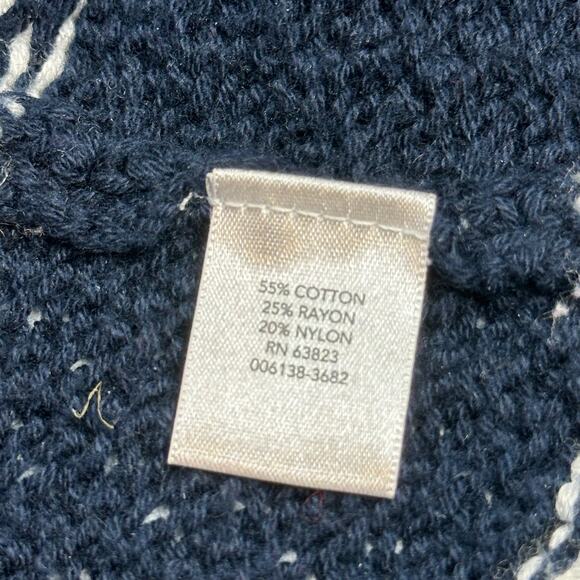 55% COTTON
25% RAYON
20% NYLON
RN 63823
006138-3682